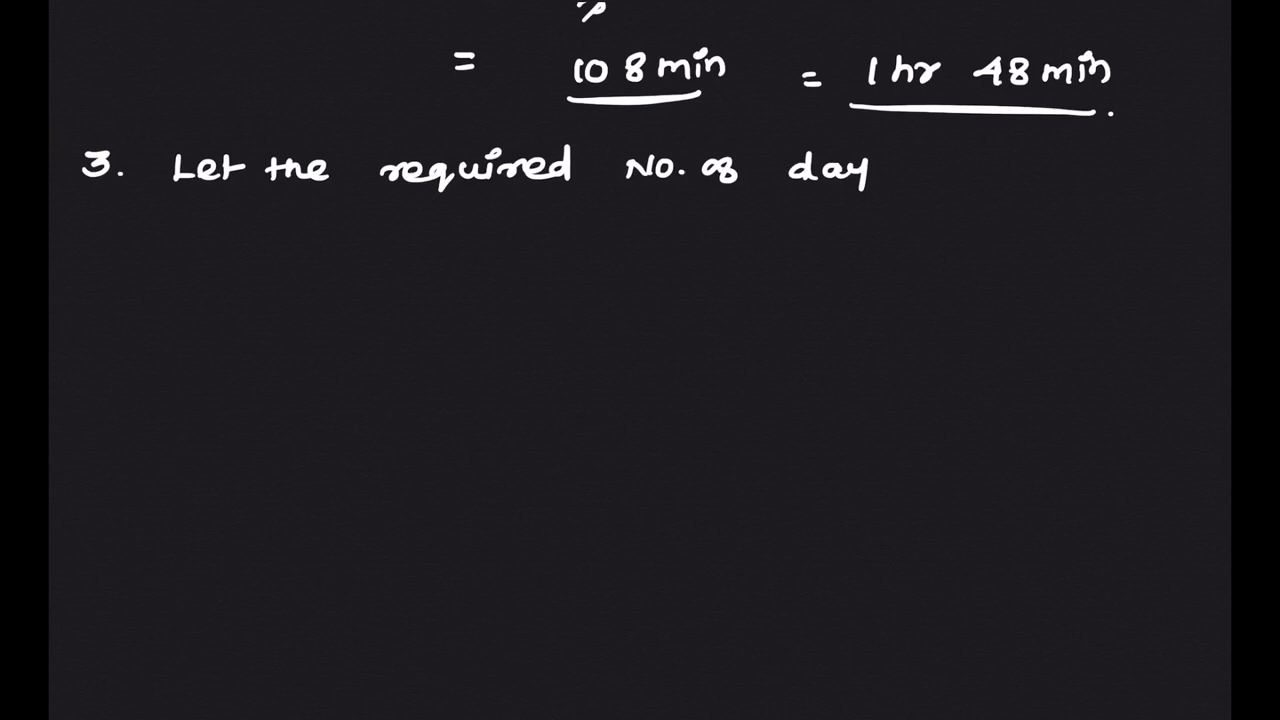 = 108 min = 1 hr 48 min.
3. Let the required No. of day